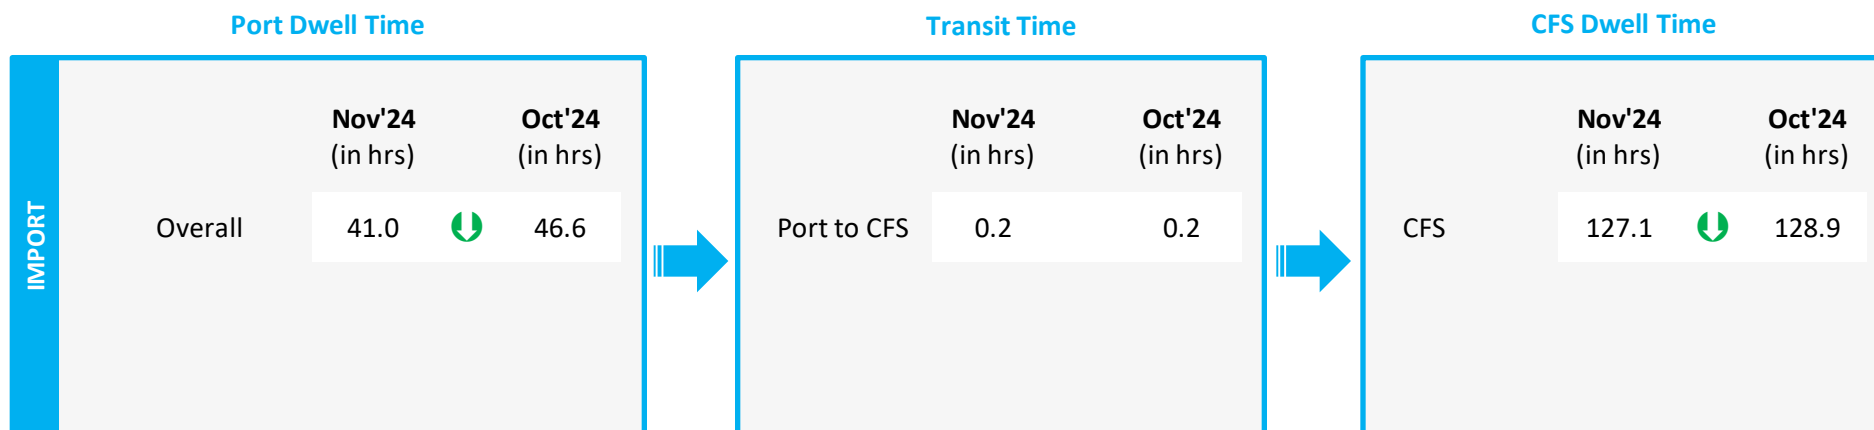 Port Dwell Time
Transit Time
CFS Dwell Time
IMPORT
Nov'24 Oct'24
(in hrs) (in hrs)
Overall 41.0 46.6
Nov'24 Oct'24
(in hrs) (in hrs)
Port to CFS 0.2 0.2
Nov'24 Oct'24
(in hrs) (in hrs)
CFS 127.1 128.9